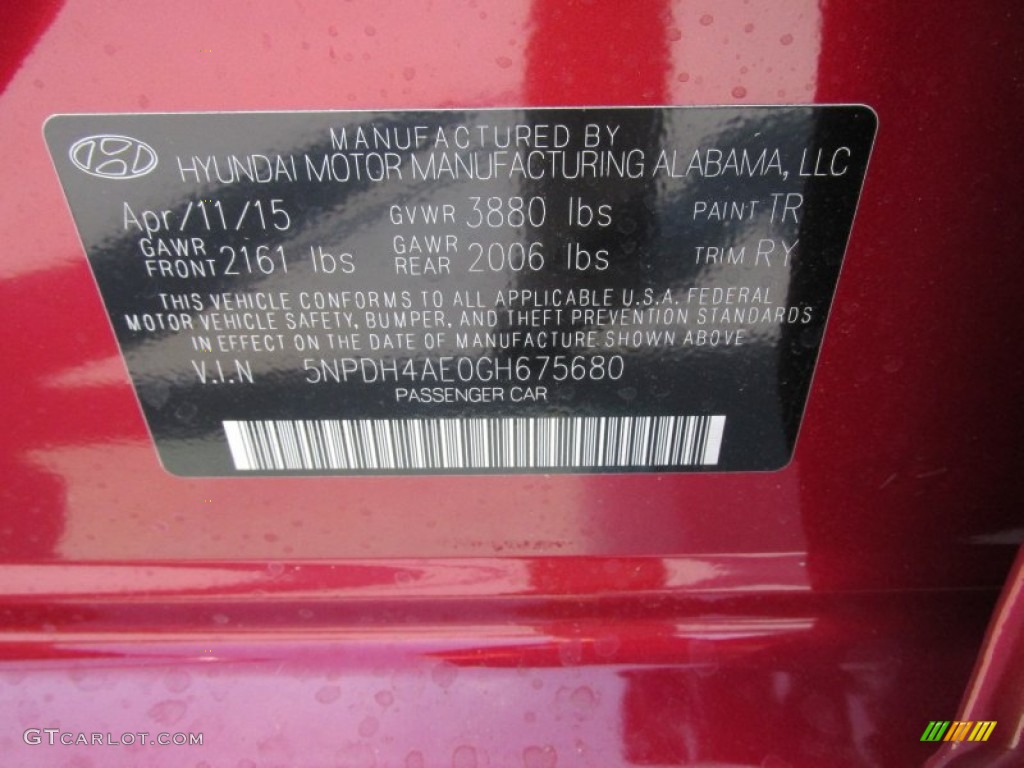 MANUFACTURED BY
HYUNDAI MOTOR MANUFACTURING ALABAMA, LLC
Apr/11/15 GVWR 3880 lbs PAINT TR
GAWR FRONT 2161 lbs GAWR REAR 2006 lbs TRIM RY
THIS VEHICLE CONFORMS TO ALL APPLICABLE U.S.A. FEDERAL
MOTOR VEHICLE SAFETY, BUMPER, AND THEFT PREVENTION STANDARDS
IN EFFECT ON THE DATE OF MANUFACTURE SHOWN ABOVE
V.I.N 5NPDH4AE0GH675680
PASSENGER CAR
GTCARLOT.COM